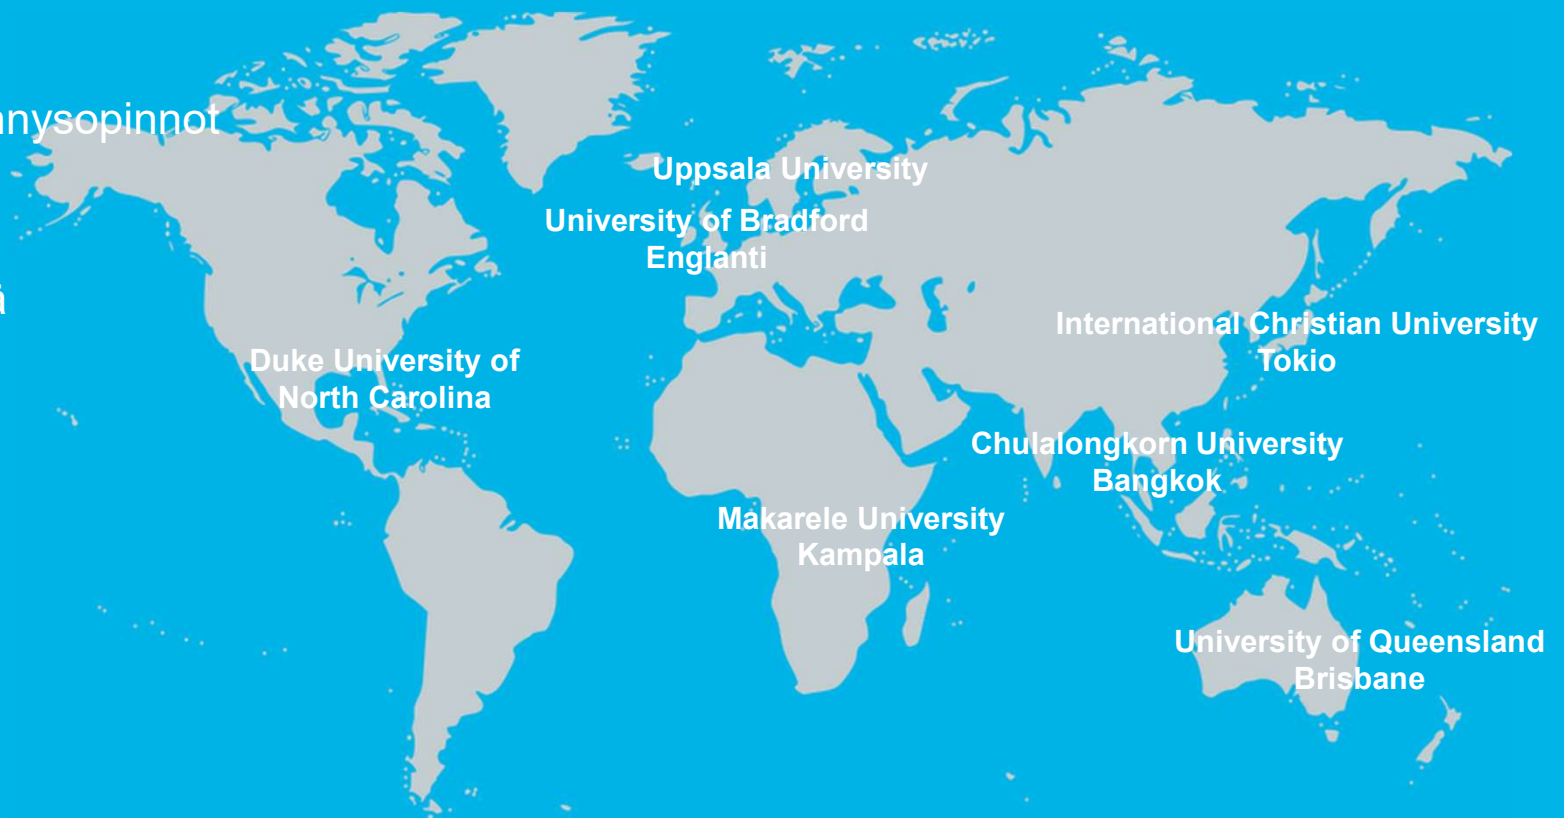 nysopinnot
Uppsala University
University of Bradford
Englanti
International Christian University
Tokio
Duke University of
North Carolina
Chulalongkorn University
Bangkok
Makarele University
Kampala
University of Queensland
Brisbane